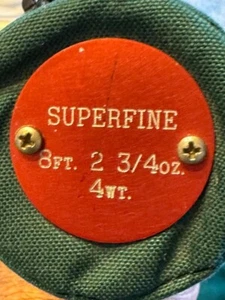 SUPERFINE
8FT. 2 3/4OZ.
4WT.